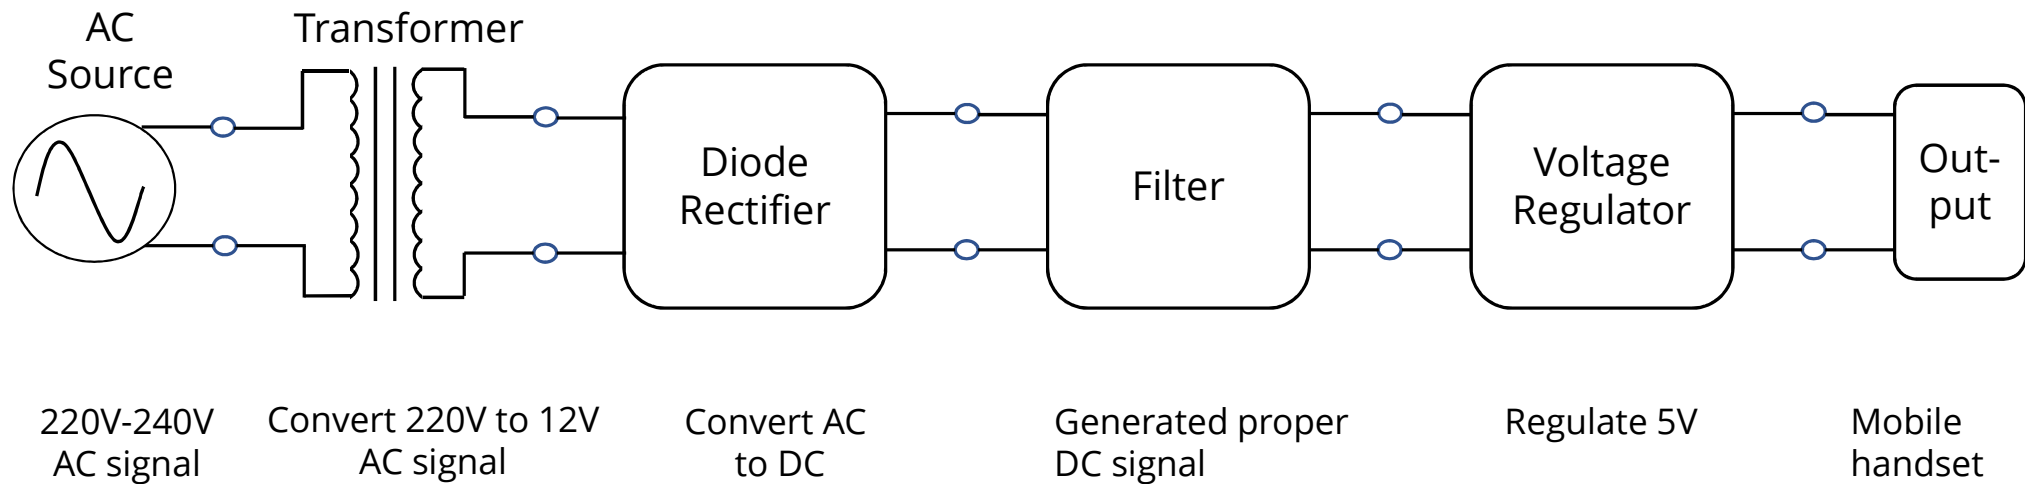 AC
Source
Transformer
Diode
Rectifier
Filter
Voltage
Regulator
Out-
put
220V-240V
AC signal
Convert 220V to 12V
AC signal
Convert AC
to DC
Generated proper
DC signal
Regulate 5V
Mobile
handset